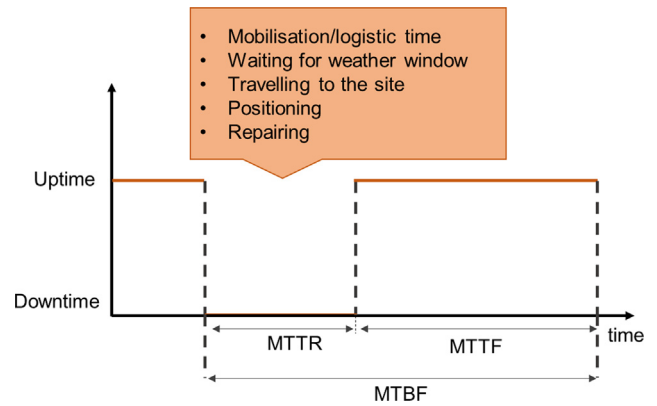 • Mobilisation/logistic time
• Waiting for weather window
• Travelling to the site
• Positioning
• Repairing
Uptime
Downtime
time
MTTR
MTTF
MTBF